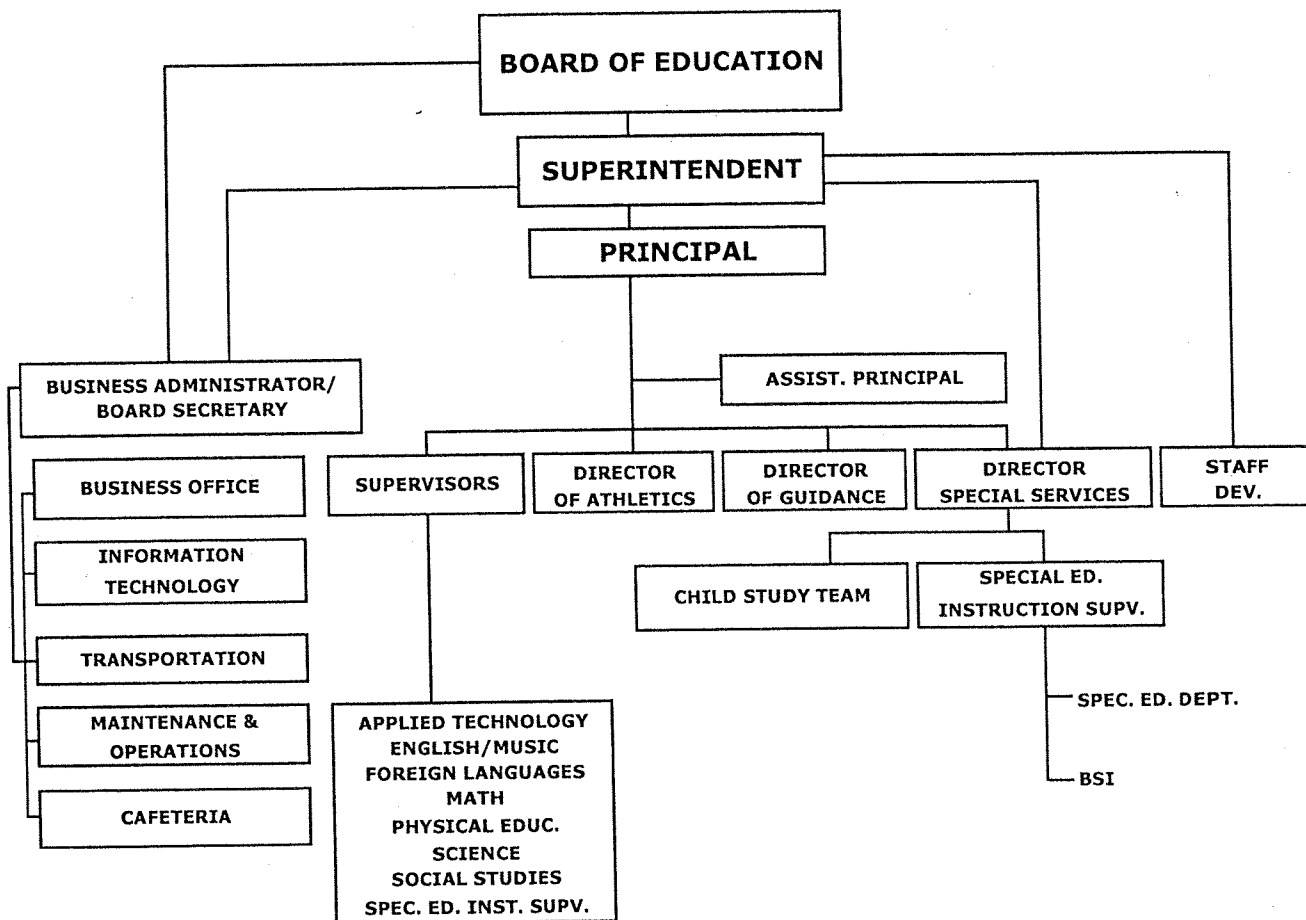 BOARD OF EDUCATION
SUPERINTENDENT
PRINCIPAL
BUSINESS ADMINISTRATOR/
BOARD SECRETARY
ASSIST. PRINCIPAL
BUSINESS OFFICE
SUPERVISORS
DIRECTOR
OF ATHLETICS
DIRECTOR
OF GUIDANCE
DIRECTOR
SPECIAL SERVICES
STAFF
DEV.
INFORMATION
TECHNOLOGY
CHILD STUDY TEAM
SPECIAL ED.
INSTRUCTION SUPV.
TRANSPORTATION
MAINTENANCE &
OPERATIONS
CAFETERIA
APPLIED TECHNOLOGY
ENGLISH/MUSIC
FOREIGN LANGUAGES
MATH
PHYSICAL EDUC.
SCIENCE
SOCIAL STUDIES
SPEC. ED. INST. SUPV.
SPEC. ED. DEPT.
BSI